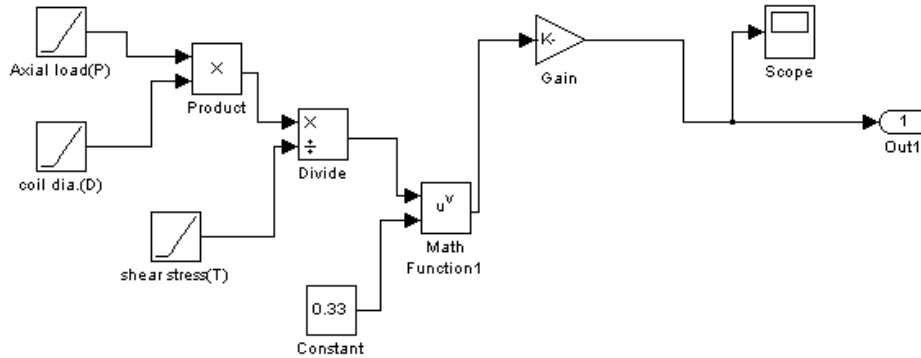 Axial load(P)
×
Product
K-
Gain
Scope
1
Out1
coil dia.(D)
×
÷
Divide
shear stress(T)
u^v
Math
Function1
0.33
Constant